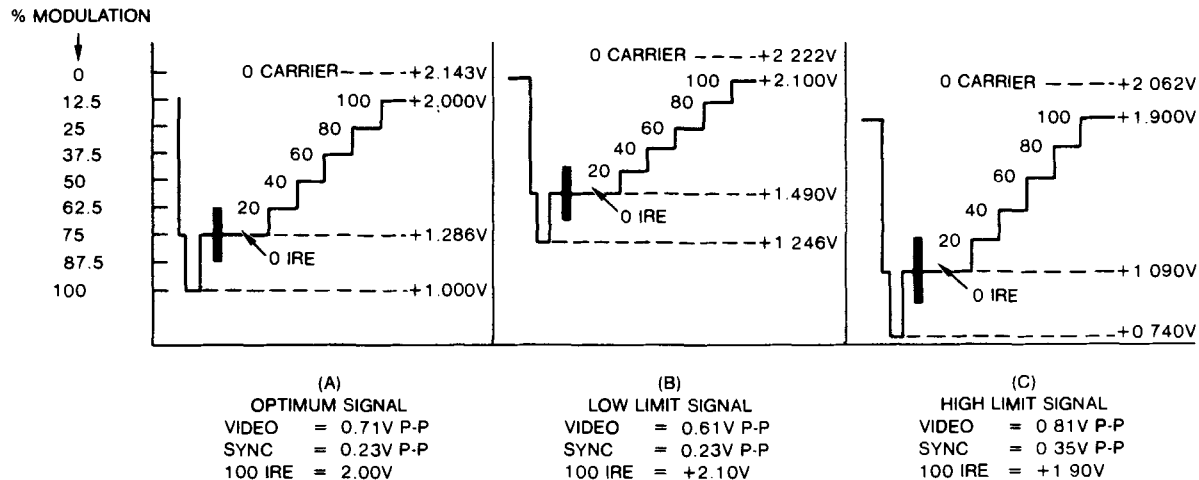 % MODULATION
0
12.5
25
37.5
50
62.5
75
87.5
100
0 CARRIER +2.143V
100 +2.000V
80
60
40
20
+1.286V
0 IRE
+1.000V
0 CARRIER +2 222V
100 +2.100V
80
60
40
20
+1.490V
0 IRE
+1 246V
0 CARRIER +2 062V
100 +1.900V
80
60
40
20
+1 090V
0 IRE
+0 740V
(A)
OPTIMUM SIGNAL
VIDEO = 0.71V P-P
SYNC = 0.23V P-P
100 IRE = 2.00V
(B)
LOW LIMIT SIGNAL
VIDEO = 0.61V P-P
SYNC = 0.23V P-P
100 IRE = +2.10V
(C)
HIGH LIMIT SIGNAL
VIDEO = 0 81V P-P
SYNC = 0 35V P-P
100 IRE = +1 90V